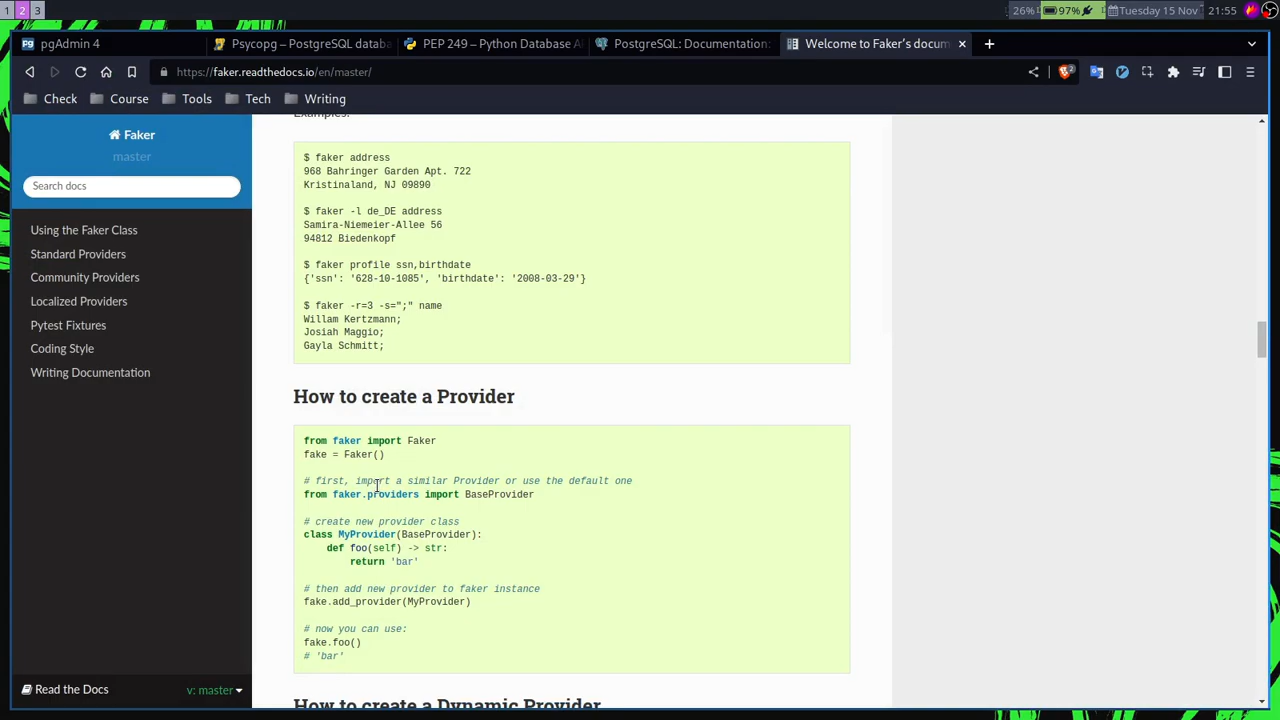 1 2 3
26% 97% Tuesday 15 Nov 21:55
pgAdmin 4
Psycopg – PostgreSQL databa
PEP 249 – Python Database A
PostgreSQL: Documentation:
Welcome to Faker's docum
https://faker.readthedocs.io/en/master/
Check Course Tools Tech Writing
Faker
master
Search docs
Using the Faker Class
Standard Providers
Community Providers
Localized Providers
Pytest Fixtures
Coding Style
Writing Documentation
Read the Docs
v: master
Examples:
$ faker address
968 Bahringer Garden Apt. 722
Kristinaland, NJ 09890
$ faker -l de_DE address
Samira-Niemeier-Allee 56
94812 Biedenkopf
$ faker profile ssn,birthdate
{'ssn': '628-10-1085', 'birthdate': '2008-03-29'}
$ faker -r=3 -s=";" name
Willam Kertzmann;
Josiah Maggio;
Gayla Schmitt;
How to create a Provider
from faker import Faker
fake = Faker()
# first, import a similar Provider or use the default one
from faker.providers import BaseProvider
# create new provider class
class MyProvider(BaseProvider):
    def foo(self) -> str:
        return 'bar'
# then add new provider to faker instance
fake.add_provider(MyProvider)
# now you can use:
fake.foo()
# 'bar'
How to create a Dynamic Provider